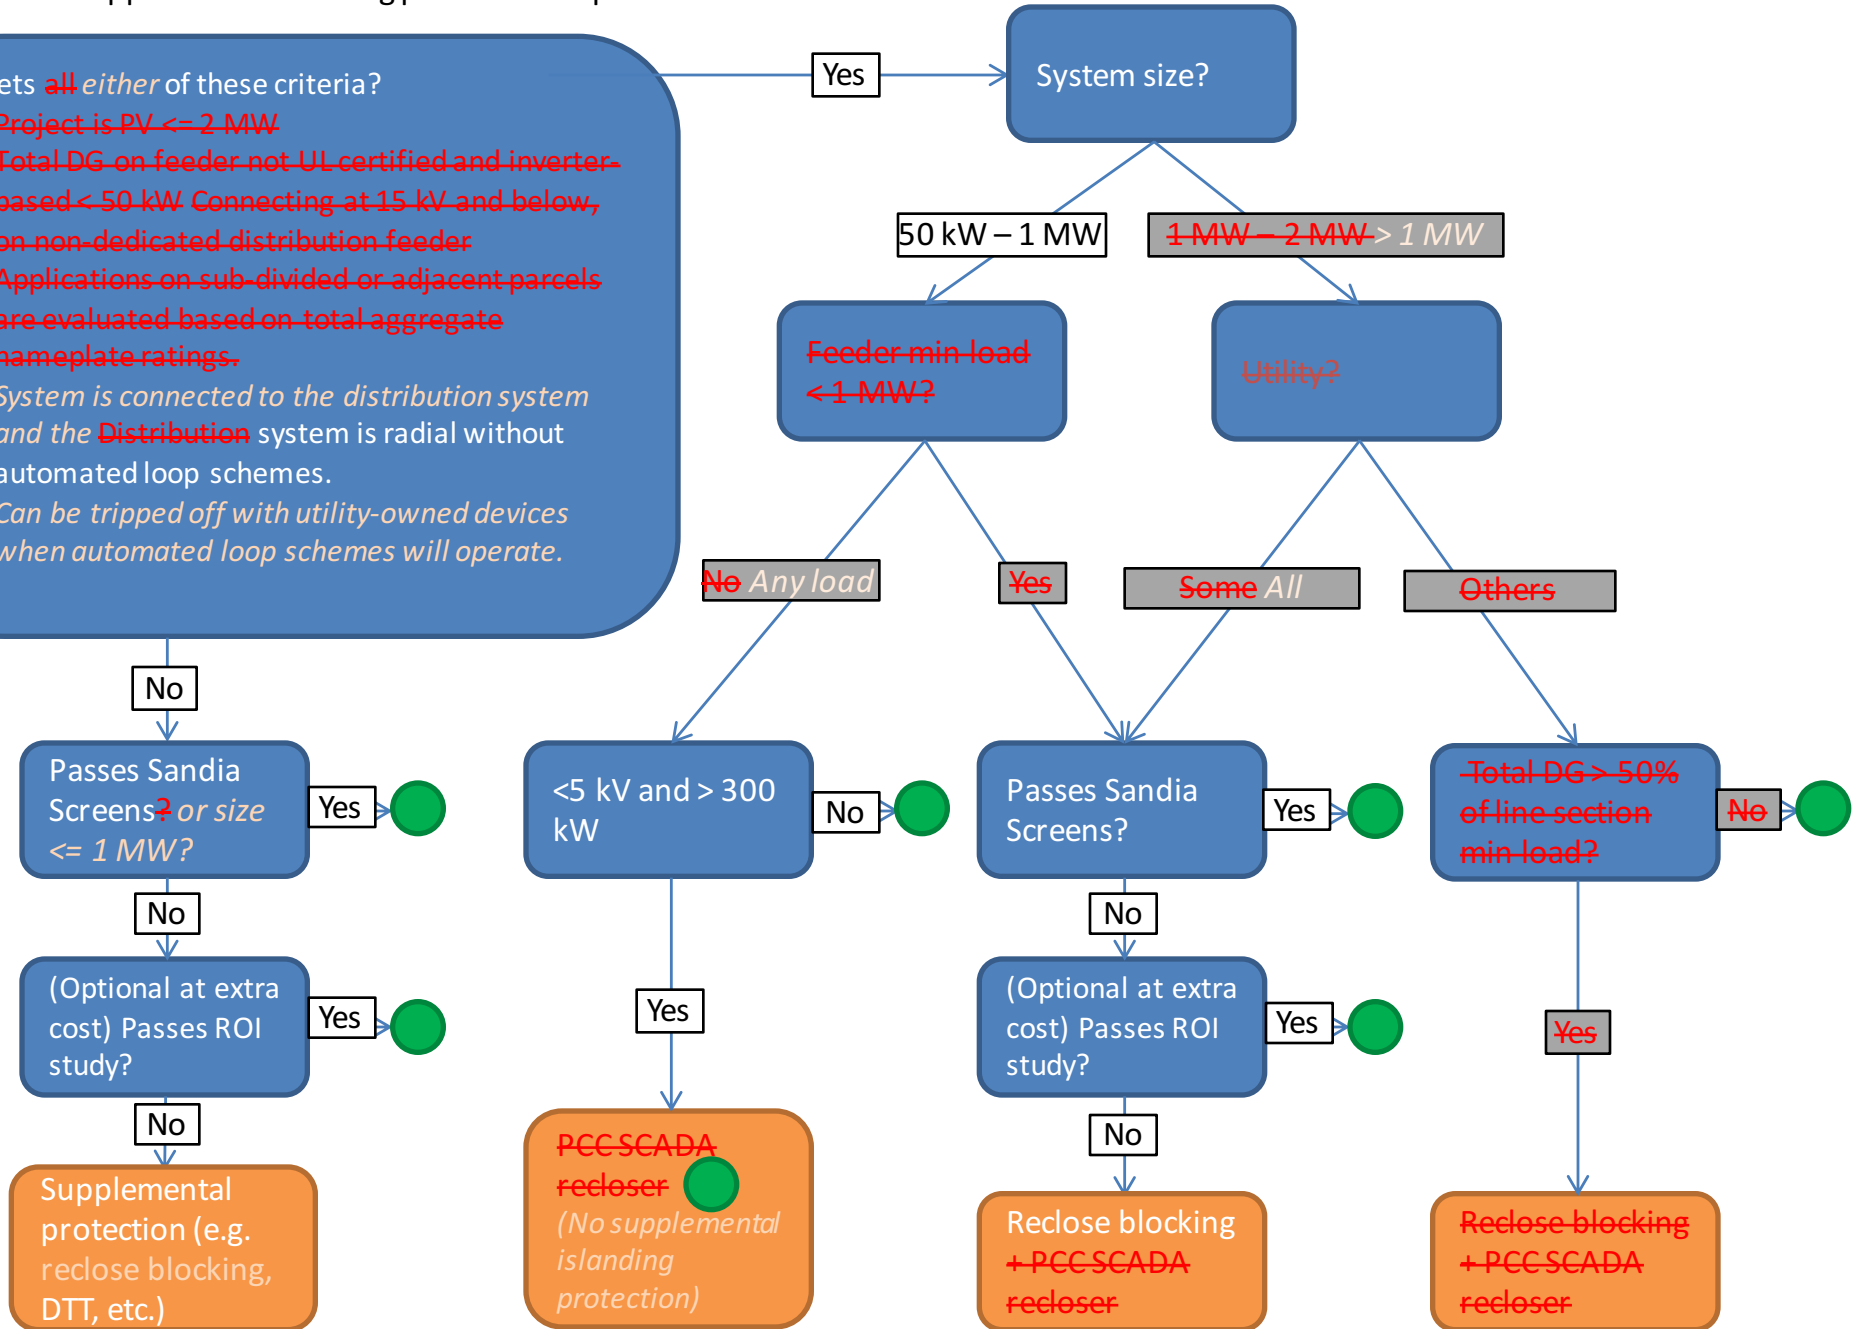 ets all either of these criteria?
Project is PV <= 2 MW
Total DG on feeder not UL certified and inverter-
based < 50 kW Connecting at 15 kV and below,
on non-dedicated distribution feeder
Applications on sub-divided or adjacent parcels
are evaluated based on total aggregate
nameplate ratings.
System is connected to the distribution system
and the Distribution system is radial without
automated loop schemes.
Can be tripped off with utility-owned devices
when automated loop schemes will operate.
Yes
System size?
50 kW – 1 MW
1 MW – 2 MW > 1 MW
Feeder min load
< 1 MW?
Utility?
No Any load
Yes
Some All
Others
No
Passes Sandia
Screens? or size
<= 1 MW?
Yes
<5 kV and > 300
kW
No
Passes Sandia
Screens?
Yes
Total DG > 50%
of line section
min load?
No
No
No
(Optional at extra
cost) Passes ROI
study?
Yes
Yes
(Optional at extra
cost) Passes ROI
study?
Yes
Yes
No
No
Supplemental
protection (e.g.
reclose blocking,
DTT, etc.)
PCC SCADA
recloser
(No supplemental
islanding
protection)
Reclose blocking
+ PCC SCADA
recloser
Reclose blocking
+ PCC SCADA
recloser